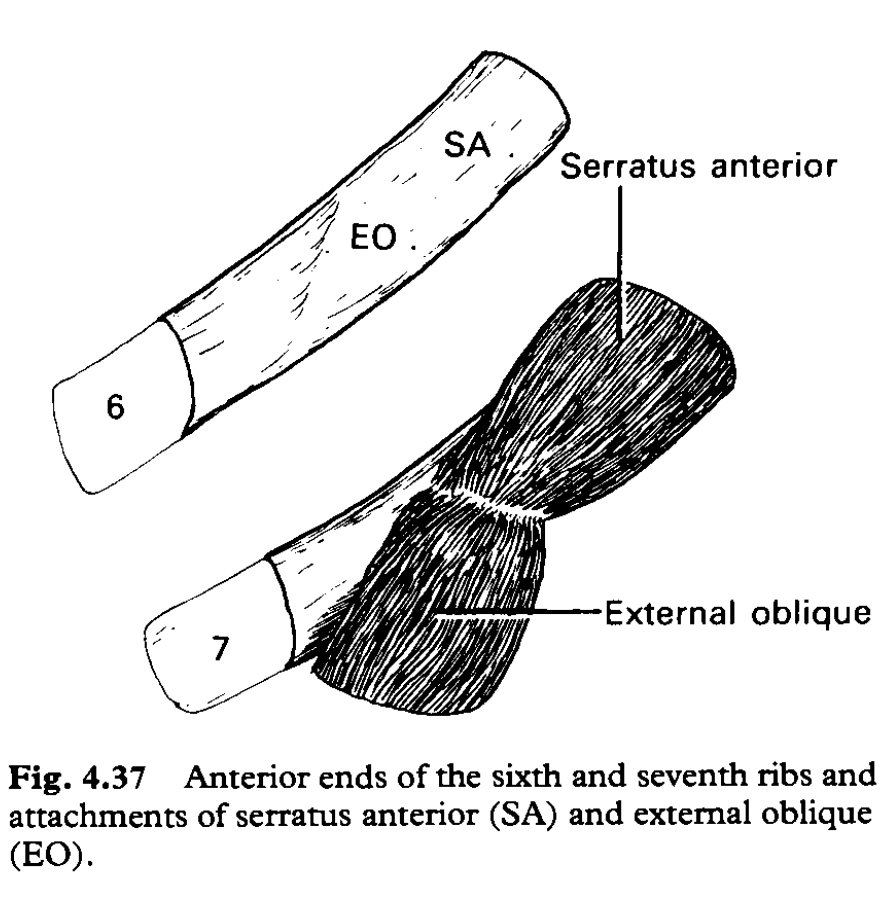 SA
EO
Serratus anterior
6
External oblique
7
Fig. 4.37 Anterior ends of the sixth and seventh ribs and
attachments of serratus anterior (SA) and external oblique
(EO).